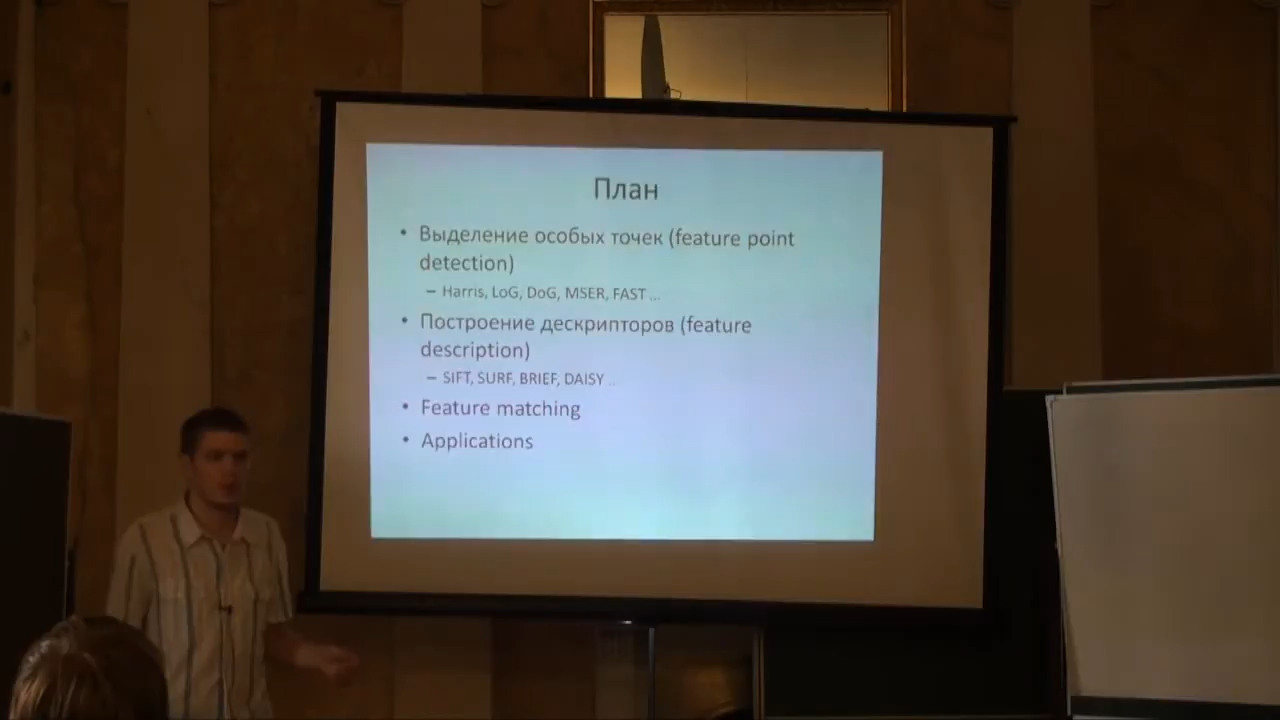 План
• Выделение особых точек (feature point
detection)
– Harris, LoG, DoG, MSER, FAST ...
• Построение дескрипторов (feature
description)
– SIFT, SURF, BRIEF, DAISY ..
• Feature matching
• Applications